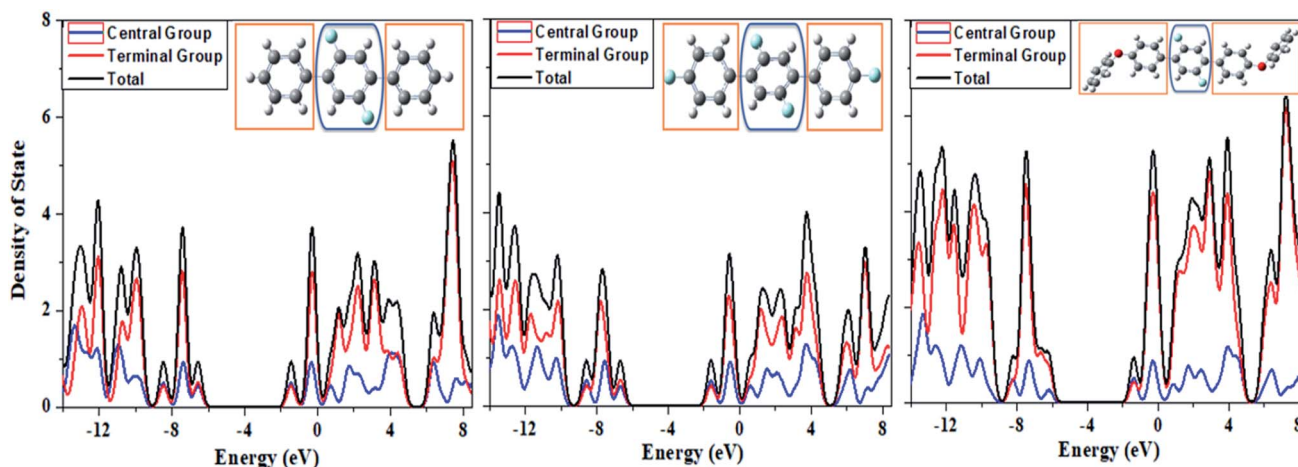 Density of State
8
6
4
2
0
Central Group
Terminal Group
Total
-12 -8 -4 0 4 8
Energy (eV)
Central Group
Terminal Group
Total
-12 -8 -4 0 4 8
Energy (eV)
Central Group
Terminal Group
Total
-12 -8 -4 0 4 8
Energy (eV)